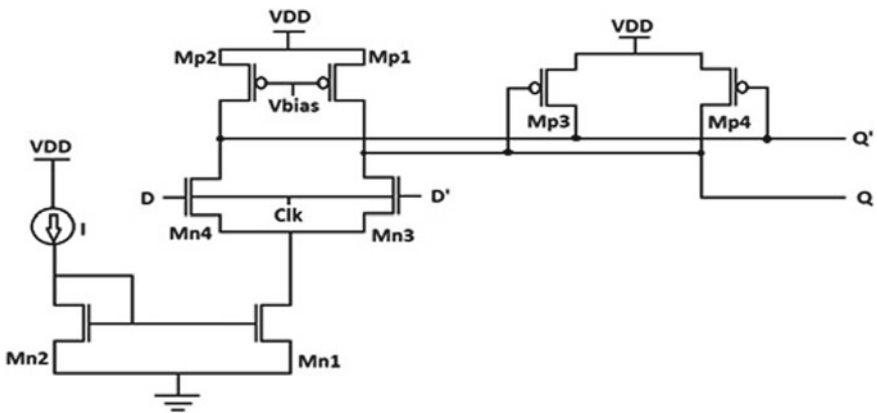 VDD
VDD
Mp2
Mp1
Vbias
Mp3
Mp4
Q'
VDD
D
D'
Clk
Q
I
Mn4
Mn3
Mn2
Mn1